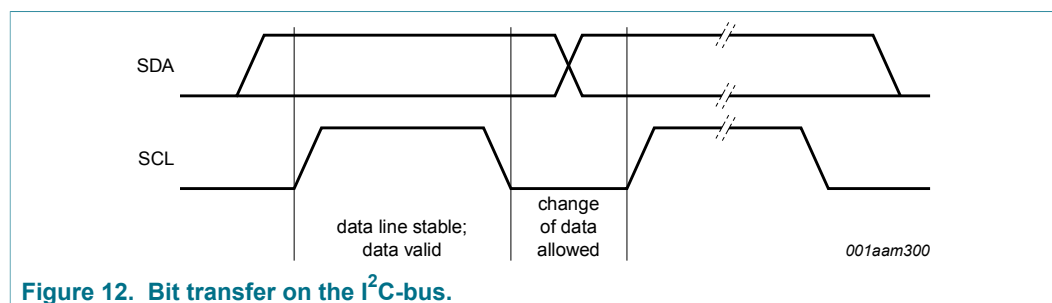 SDA
SCL
data line stable;
data valid
change
of data
allowed
001aam300
Figure 12. Bit transfer on the I2C-bus.